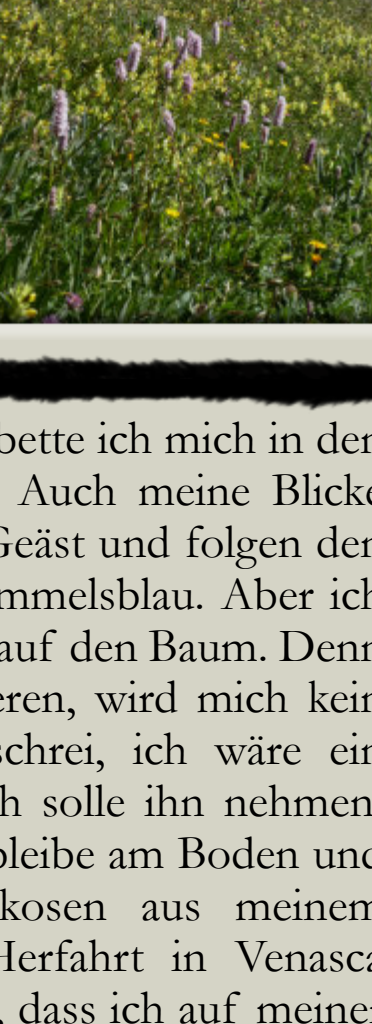 bette ich mich in der
Auch meine Blicke
Geäst und folgen der
mmelsblau. Aber ich
auf den Baum. Denn
eren, wird mich kein
schrei, ich wäre ein
h solle ihn nehmen
bleibe am Boden und
kosen aus meinem
Herfahrt in Venasca
, dass ich auf meiner